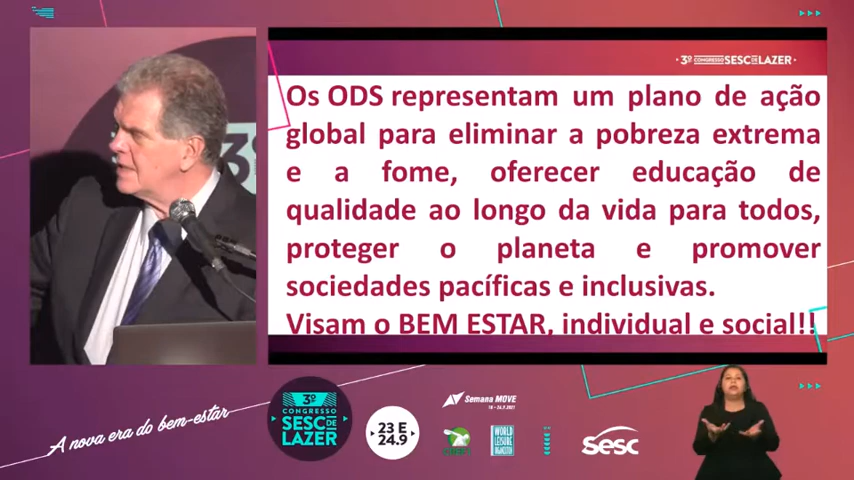 3º CONGRESSO SESC DE LAZER
Os ODS representam um plano de ação
global para eliminar a pobreza extrema
e a fome, oferecer educação de
qualidade ao longo da vida para todos,
proteger o planeta e promover
sociedades pacíficas e inclusivas.
Visam o BEM ESTAR, individual e social!!
A nova era do bem-estar
3º
CONGRESSO
SESC DE
LAZER
23 E
24.9
Semana MOVE
WORLD
LEISURE
ORGANIZATION
Sesc